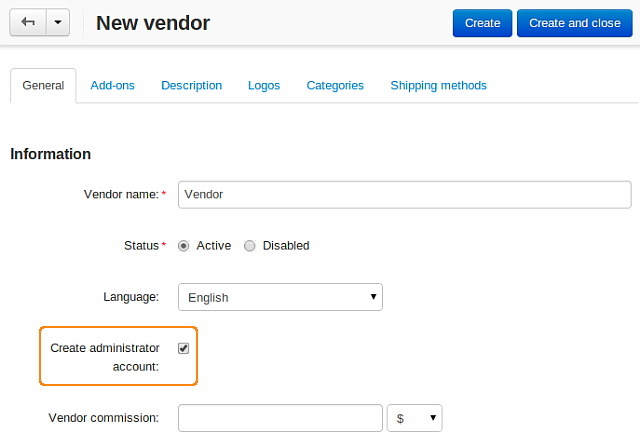 New vendor
Create
Create and close
General
Add-ons
Description
Logos
Categories
Shipping methods
Information
Vendor name: *
Vendor
Status *
Active
Disabled
Language:
English
Create administrator
account:
Vendor commission:
$